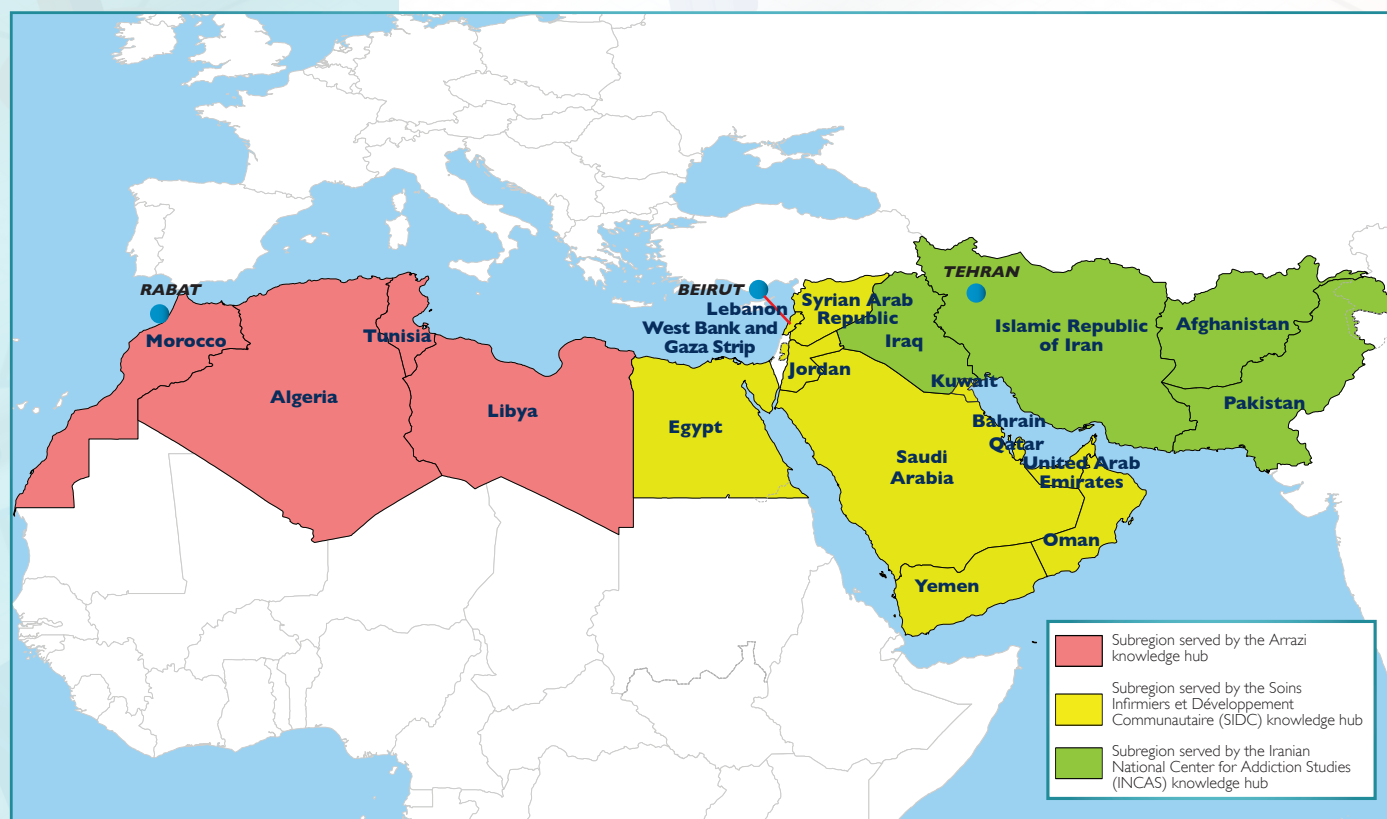 RABAT
Morocco
Algeria
Tunisia
Libya
Egypt
BEIRUT
Lebanon
West Bank and
Gaza Strip
Syrian Arab
Republic
Jordan
Iraq
Kuwait
Saudi
Arabia
Bahrain
Qatar
United Arab
Emirates
Oman
Yemen
TEHRAN
Islamic Republic
of Iran
Afghanistan
Pakistan
Subregion served by the Arrazi
knowledge hub
Subregion served by the Soins
Infirmiers et Développement
Communautaire (SIDC) knowledge hub
Subregion served by the Iranian
National Center for Addiction Studies
(INCAS) knowledge hub